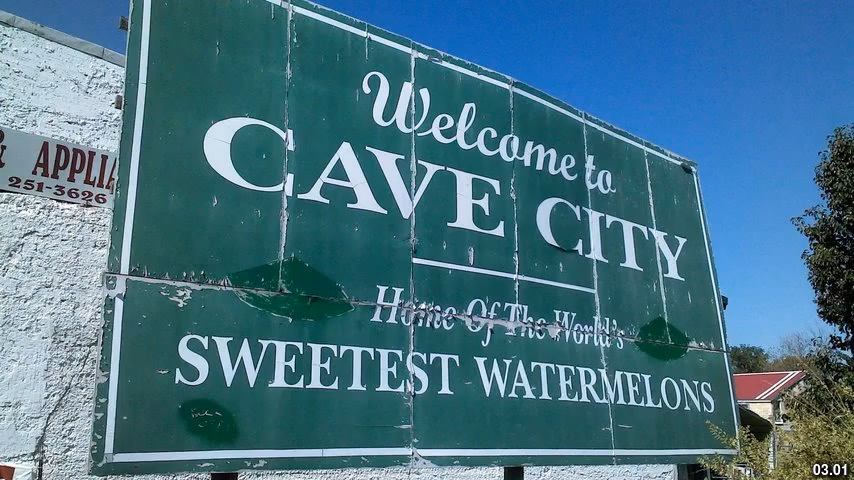 & APPLIA
251-3626
Welcome to
CAVE CITY
Home Of The World's
SWEETEST WATERMELONS
03.01